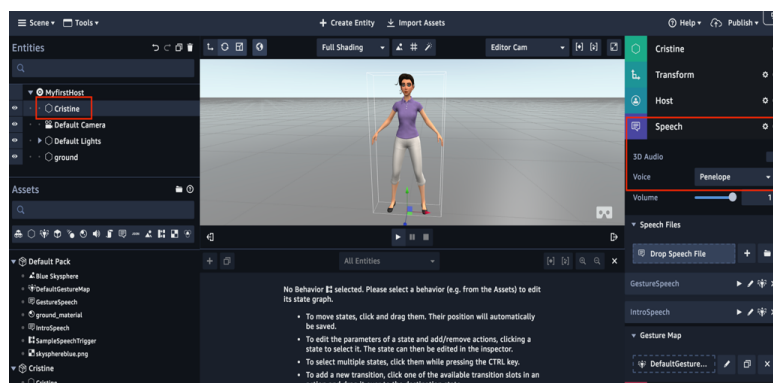 Scene
Tools
+ Create Entity
Import Assets
Help
Publish
Entities
Full Shading
Editor Cam
Cristine
MyfirstHost
Cristine
Default Camera
Default Lights
ground
Transform
Host
Speech
3D Audio
Voice
Penelope
Volume
1
Assets
Speech Files
Drop Speech File
GestureSpeech
IntroSpeech
Gesture Map
DefaultGesture...
All Entities
No Behavior selected. Please select a behavior (e.g. from the Assets) to edit
its state graph.
• To move states, click and drag them. Their position will automatically
be saved.
• To edit the parameters of a state and add/remove actions, clicking a
state to select it. The state can then be edited in the inspector.
• To select multiple states, click them while pressing the CTRL key.
• To add a new transition, click one of the available transition slots in an
Default Pack
Blue Skysphere
DefaultGestureMap
GestureSpeech
ground_material
IntroSpeech
SampleSpeechTrigger
skysphereblue.png
Cristine